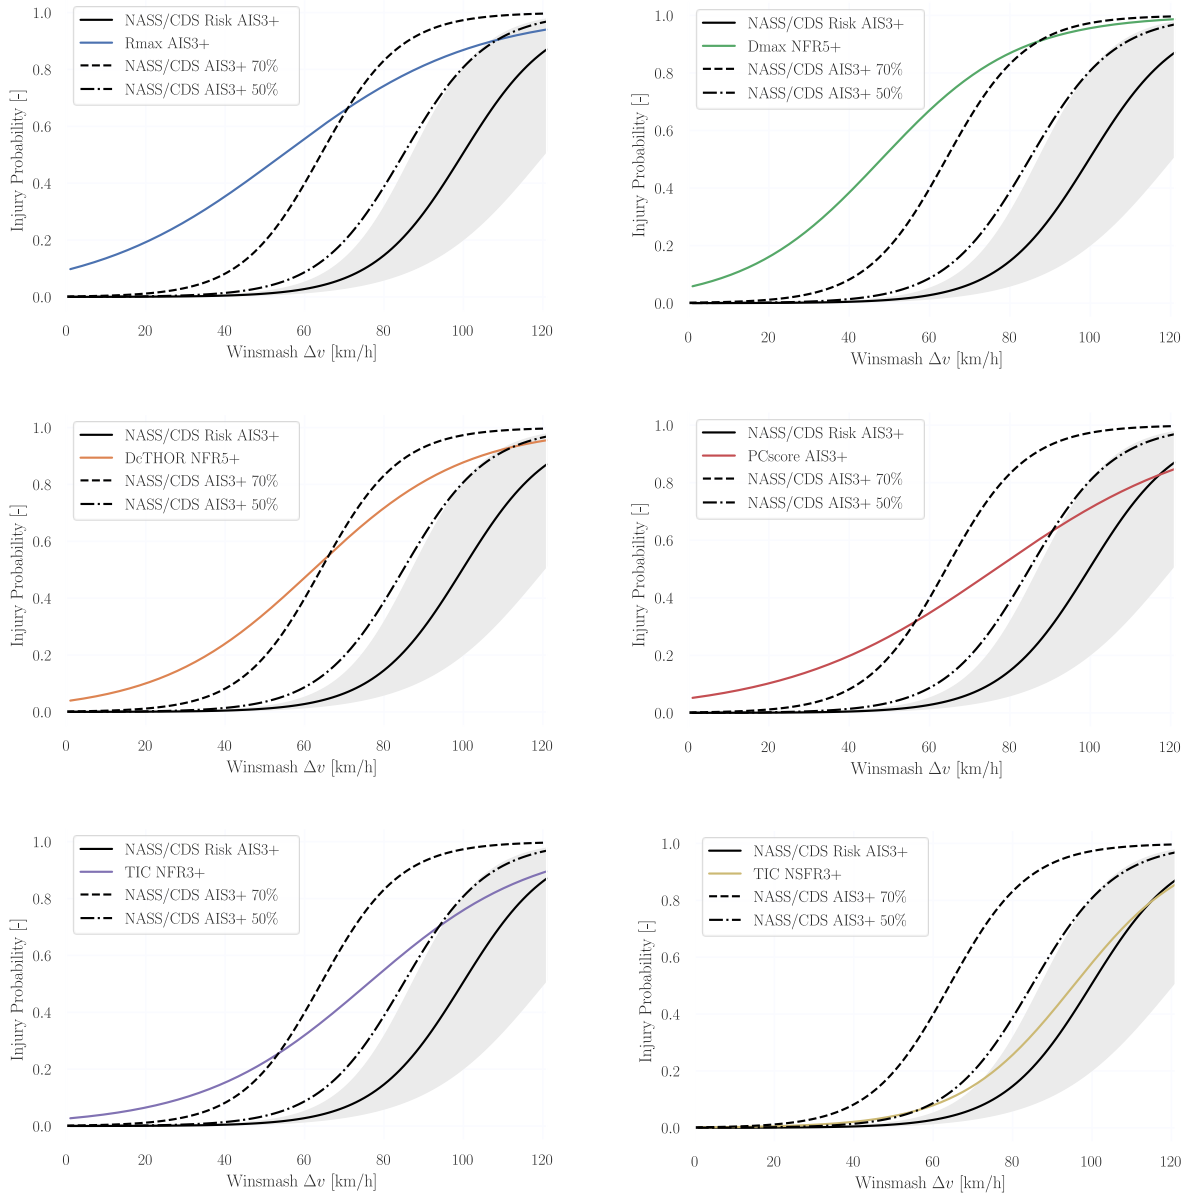 NASS/CDS Risk AIS3+
Rmax AIS3+
NASS/CDS AIS3+ 70%
NASS/CDS AIS3+ 50%
Injury Probability [-]
1.0
0.8
0.6
0.4
0.2
0.0
0 20 40 60 80 100 120
Winsmash Δv [km/h]
NASS/CDS Risk AIS3+
Dmax NFR5+
NASS/CDS AIS3+ 70%
NASS/CDS AIS3+ 50%
Injury Probability [-]
1.0
0.8
0.6
0.4
0.2
0.0
0 20 40 60 80 100 120
Winsmash Δv [km/h]
NASS/CDS Risk AIS3+
DcTHOR NFR5+
NASS/CDS AIS3+ 70%
NASS/CDS AIS3+ 50%
Injury Probability [-]
1.0
0.8
0.6
0.4
0.2
0.0
0 20 40 60 80 100 120
Winsmash Δv [km/h]
NASS/CDS Risk AIS3+
PCscore AIS3+
NASS/CDS AIS3+ 70%
NASS/CDS AIS3+ 50%
Injury Probability [-]
1.0
0.8
0.6
0.4
0.2
0.0
0 20 40 60 80 100 120
Winsmash Δv [km/h]
NASS/CDS Risk AIS3+
TIC NFR3+
NASS/CDS AIS3+ 70%
NASS/CDS AIS3+ 50%
Injury Probability [-]
1.0
0.8
0.6
0.4
0.2
0.0
0 20 40 60 80 100 120
Winsmash Δv [km/h]
NASS/CDS Risk AIS3+
TIC NSFR3+
NASS/CDS AIS3+ 70%
NASS/CDS AIS3+ 50%
Injury Probability [-]
1.0
0.8
0.6
0.4
0.2
0.0
0 20 40 60 80 100 120
Winsmash Δv [km/h]